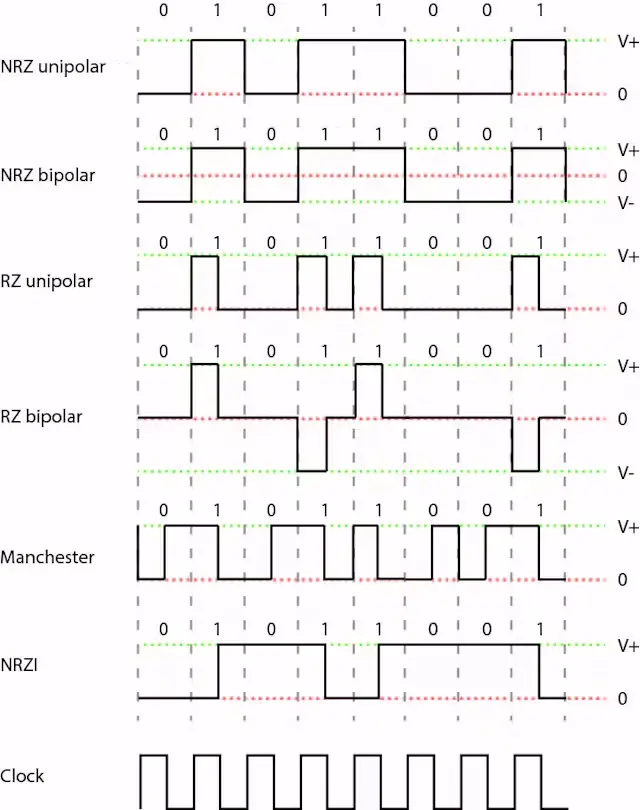 0 1 0 1 1 0 0 1
V+
NRZ unipolar
0
0 1 0 1 1 0 0 1
V+
NRZ bipolar 0
V-
0 1 0 1 1 0 0 1
V+
RZ unipolar
0
0 1 0 1 1 0 0 1
V+
RZ bipolar 0
V-
0 1 0 1 1 0 0 1
V+
Manchester
0
0 1 0 1 1 0 0 1
V+
NRZI
0
Clock